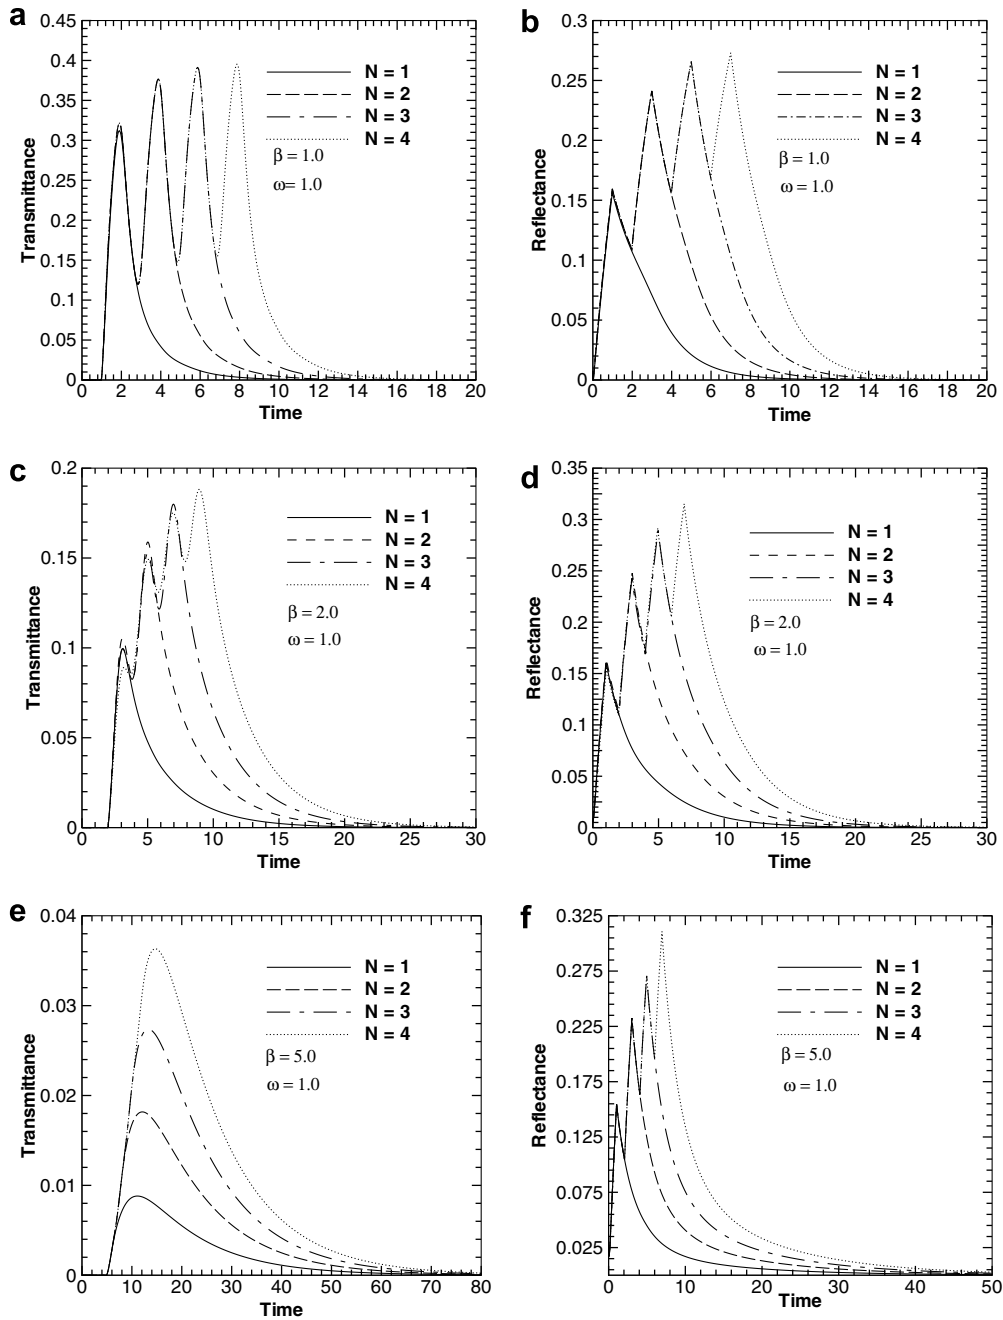 a
0.45
0.4
0.35
0.3
0.25
0.2
0.15
0.1
0.05
0
Transmittance
0 2 4 6 8 10 12 14 16 18 20
Time
N = 1
N = 2
N = 3
N = 4
β = 1.0
ω= 1.0
b
0.3
0.25
0.2
0.15
0.1
0.05
0
Reflectance
0 2 4 6 8 10 12 14 16 18 20
Time
N = 1
N = 2
N = 3
N = 4
β = 1.0
ω = 1.0
c
0.2
0.15
0.1
0.05
0
Transmittance
0 5 10 15 20 25 30
Time
N = 1
N = 2
N = 3
N = 4
β = 2.0
ω = 1.0
d
0.35
0.3
0.25
0.2
0.15
0.1
0.05
0
Reflectance
0 5 10 15 20 25 30
Time
N = 1
N = 2
N = 3
N = 4
β = 2.0
ω = 1.0
e
0.04
0.03
0.02
0.01
0
Transmittance
0 10 20 30 40 50 60 70 80
Time
N = 1
N = 2
N = 3
N = 4
β = 5.0
ω = 1.0
f
0.325
0.275
0.225
0.175
0.125
0.075
0.025
Reflectance
0 10 20 30 40 50
Time
N = 1
N = 2
N = 3
N = 4
β = 5.0
ω = 1.0